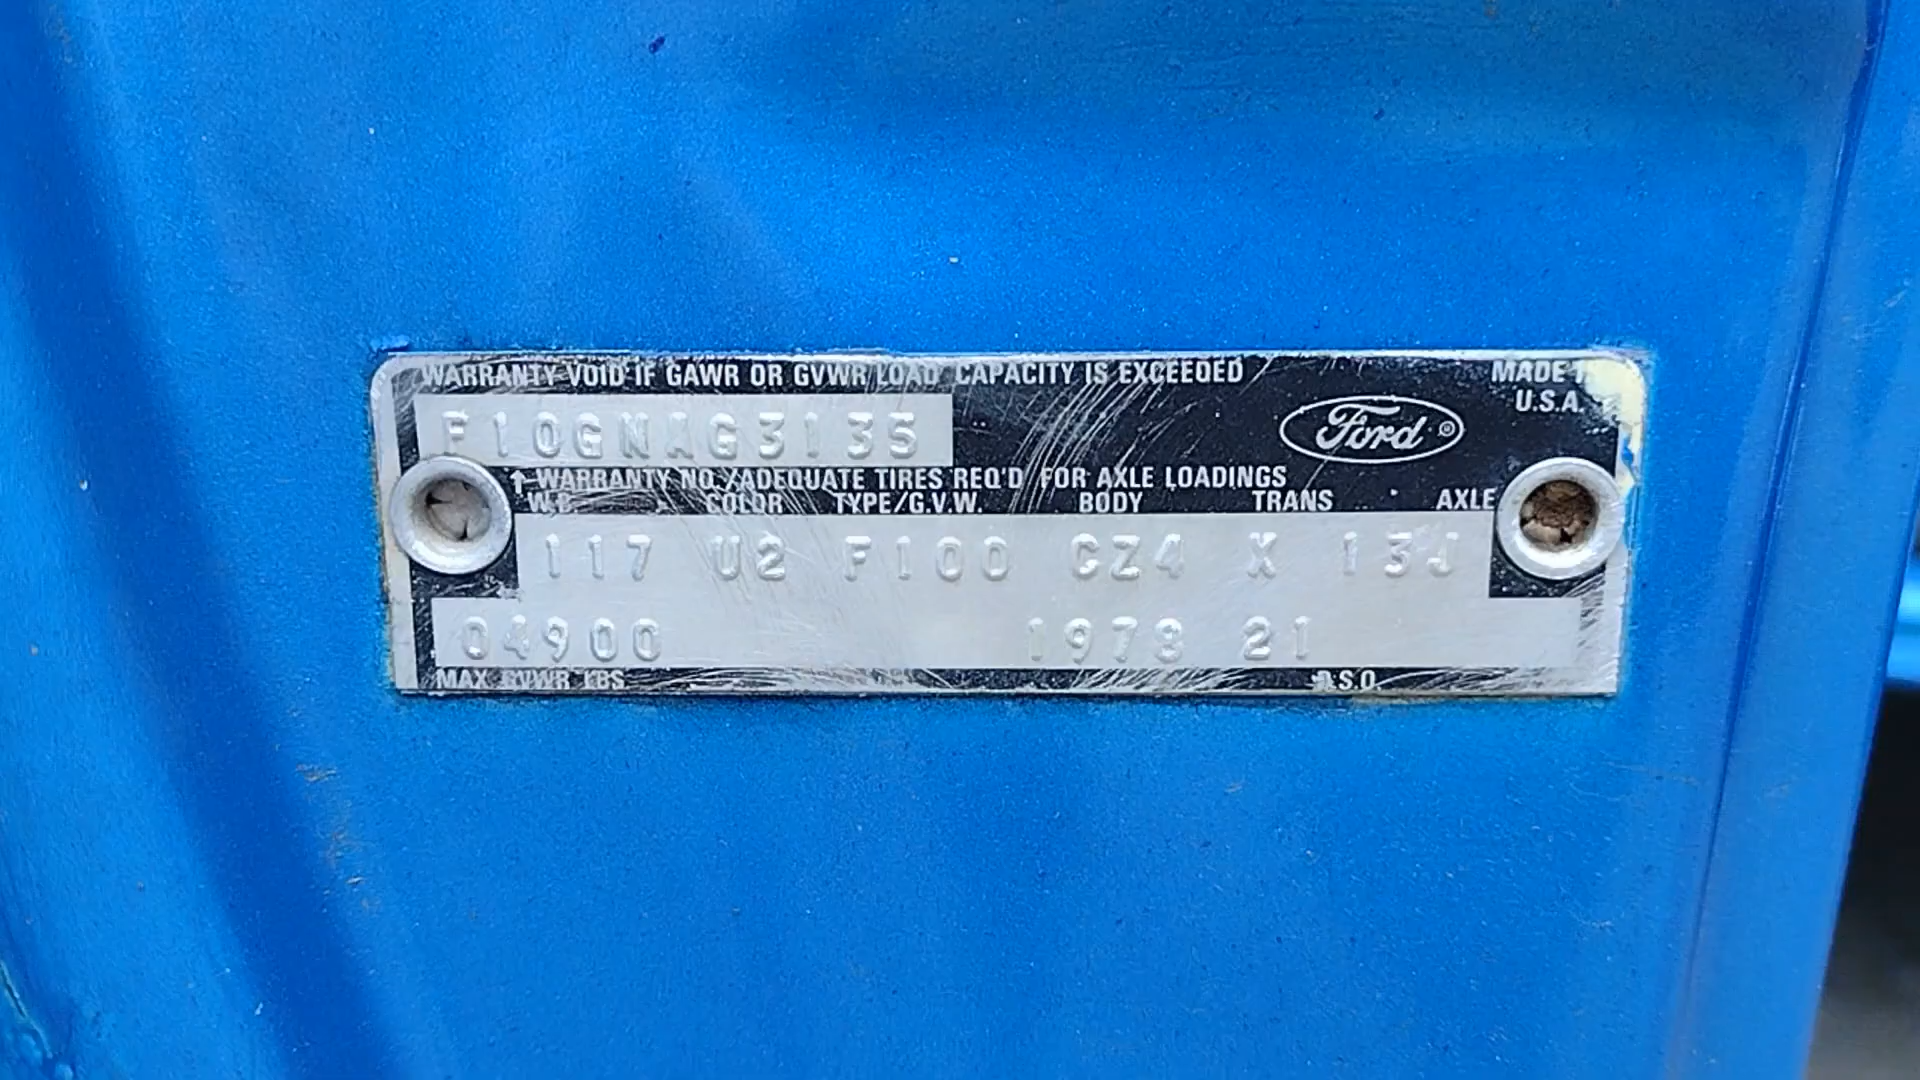 WARRANTY VOID IF GAWR OR GVWR LOAD CAPACITY IS EXCEEDED
MADE
U.S.A.
F10GNAG3135
Ford ®
↑ WARRANTY NO./ADEQUATE TIRES REQ'D FOR AXLE LOADINGS
W.B. COLOR TYPE/G.V.W. BODY TRANS AXLE
117 U2 F100 CZ4 X 13J
04900 1973 21
MAX GVWR LBS D.S.O.